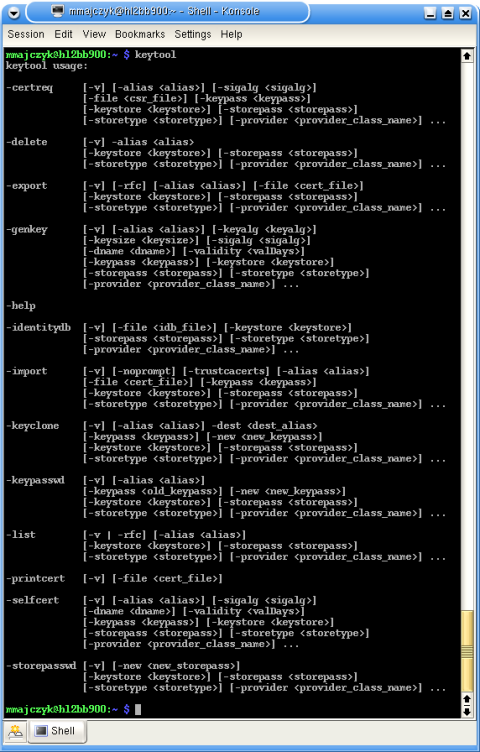 mmajczyk@hl2bb900:~ - Shell - Konsole
Session Edit View Bookmarks Settings Help
mmajczyk@hl2bb900:~ $ keytool
keytool usage:
-certreq [-v] [-alias <alias>] [-sigalg <sigalg>]
[-file <csr_file>] [-keypass <keypass>]
[-keystore <keystore>] [-storepass <storepass>]
[-storetype <storetype>] [-provider <provider_class_name>] ...
-delete [-v] -alias <alias>
[-keystore <keystore>] [-storepass <storepass>]
[-storetype <storetype>] [-provider <provider_class_name>] ...
-export [-v] [-rfc] [-alias <alias>] [-file <cert_file>]
[-keystore <keystore>] [-storepass <storepass>]
[-storetype <storetype>] [-provider <provider_class_name>] ...
-genkey [-v] [-alias <alias>] [-keyalg <keyalg>]
[-keysize <keysize>] [-sigalg <sigalg>]
[-dname <dname>] [-validity <valDays>]
[-keypass <keypass>] [-keystore <keystore>]
[-storepass <storepass>] [-storetype <storetype>]
[-provider <provider_class_name>] ...
-help
-identitydb [-v] [-file <idb_file>] [-keystore <keystore>]
[-storepass <storepass>] [-storetype <storetype>]
[-provider <provider_class_name>] ...
-import [-v] [-noprompt] [-trustcacerts] [-alias <alias>]
[-file <cert_file>] [-keypass <keypass>]
[-keystore <keystore>] [-storepass <storepass>]
[-storetype <storetype>] [-provider <provider_class_name>] ...
-keyclone [-v] [-alias <alias>] -dest <dest_alias>
[-keypass <keypass>] [-new <new_keypass>]
[-keystore <keystore>] [-storepass <storepass>]
[-storetype <storetype>] [-provider <provider_class_name>] ...
-keypasswd [-v] [-alias <alias>]
[-keypass <old_keypass>] [-new <new_keypass>]
[-keystore <keystore>] [-storepass <storepass>]
[-storetype <storetype>] [-provider <provider_class_name>] ...
-list [-v | -rfc] [-alias <alias>]
[-keystore <keystore>] [-storepass <storepass>]
[-storetype <storetype>] [-provider <provider_class_name>] ...
-printcert [-v] [-file <cert_file>]
-selfcert [-v] [-alias <alias>] [-sigalg <sigalg>]
[-dname <dname>] [-validity <valDays>]
[-keypass <keypass>] [-keystore <keystore>]
[-storepass <storepass>] [-storetype <storetype>]
[-provider <provider_class_name>] ...
-storepasswd [-v] [-new <new_storepass>]
[-keystore <keystore>] [-storepass <storepass>]
[-storetype <storetype>] [-provider <provider_class_name>] ...
mmajczyk@hl2bb900:~ $
Shell